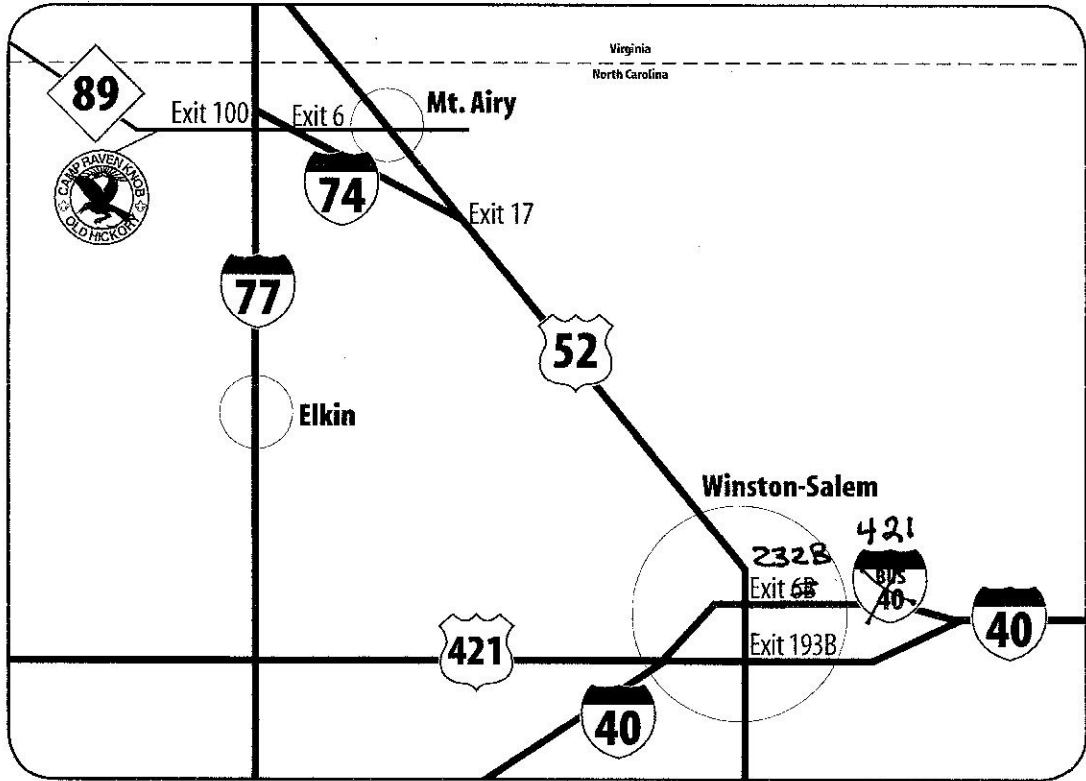 Virginia
North Carolina
89
Exit 100
Exit 6
Mt. Airy
CAMP RAVEN KNOB
OLD HICKORY
74
Exit 17
77
52
Elkin
Winston-Salem
421
232B
Exit 6B
BUS
40
40
421
Exit 193B
40